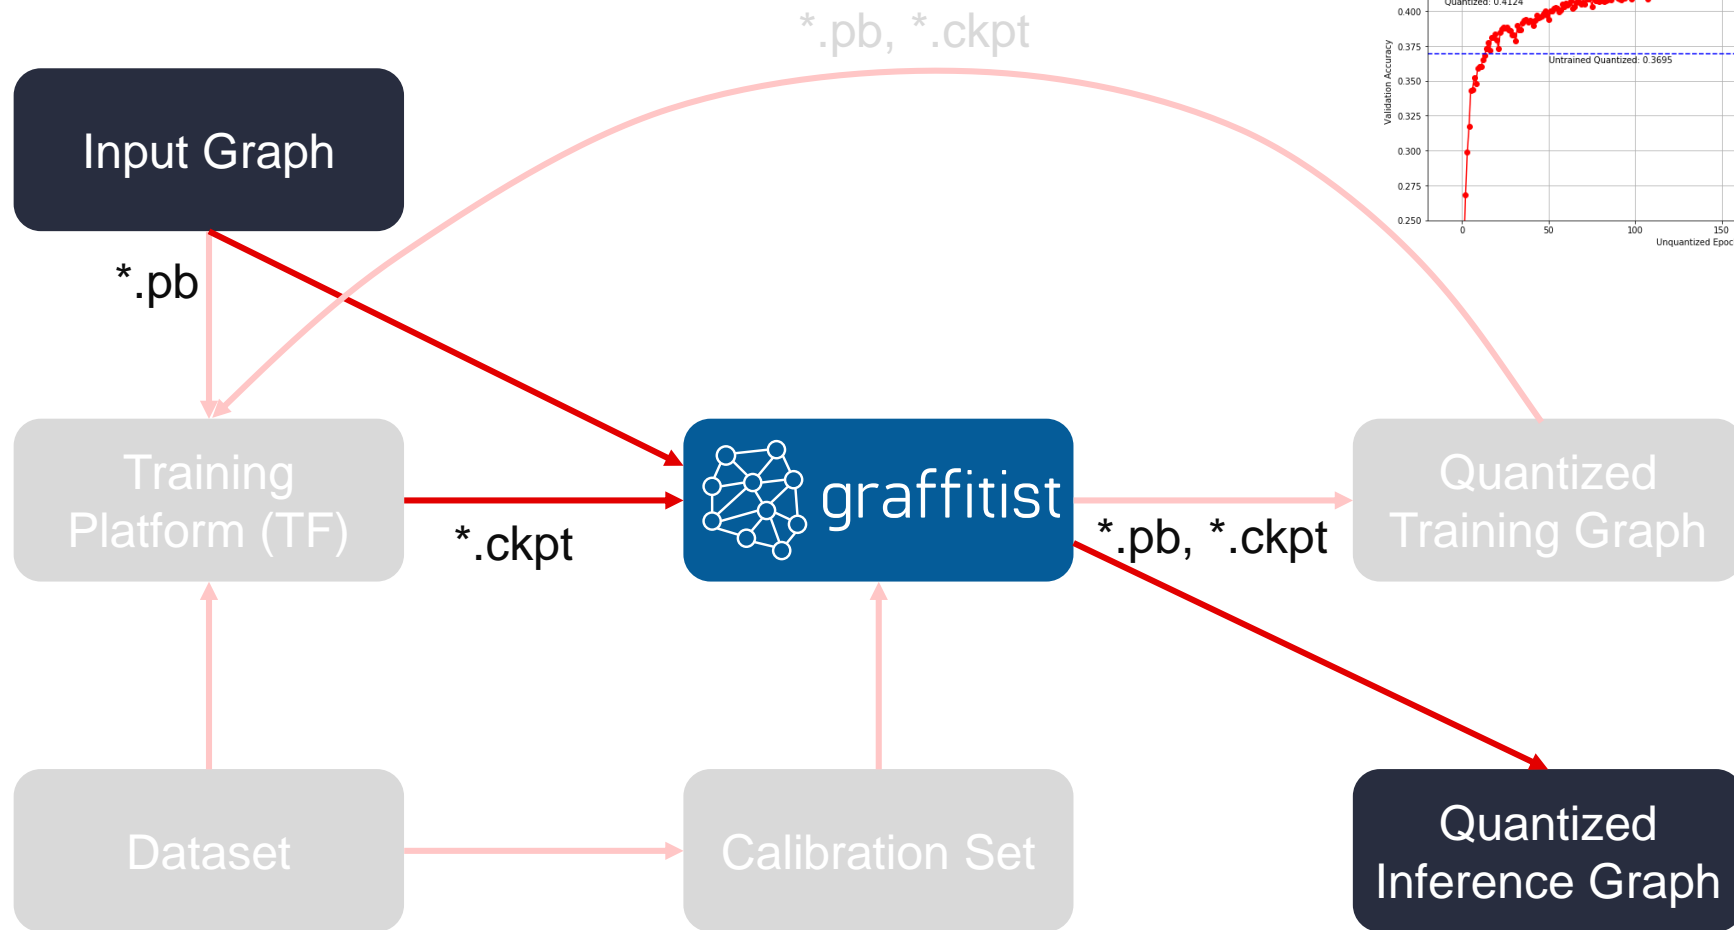 *.pb, *.ckpt
Quantized: 0.4124
0.400
0.375
0.350
0.325
0.300
0.275
0.250
Validation Accuracy
Untrained Quantized: 0.3695
0
50
100
150
Unquantized Epoc
Input Graph
*.pb
Training
Platform (TF)
*.ckpt
graffitist
*.pb, *.ckpt
Quantized
Training Graph
Dataset
Calibration Set
Quantized
Inference Graph